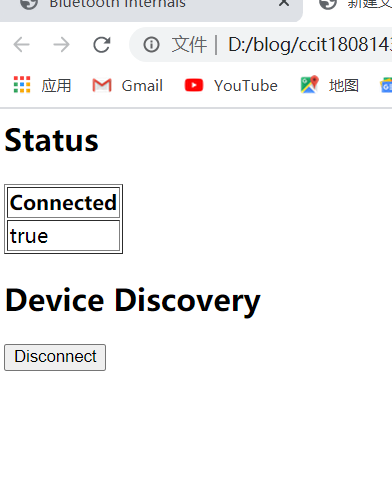 Bluetooth Internals
新建文
文件 | D:/blog/ccit180814
应用 Gmail YouTube 地图
Status
Connected
true
Device Discovery
Disconnect